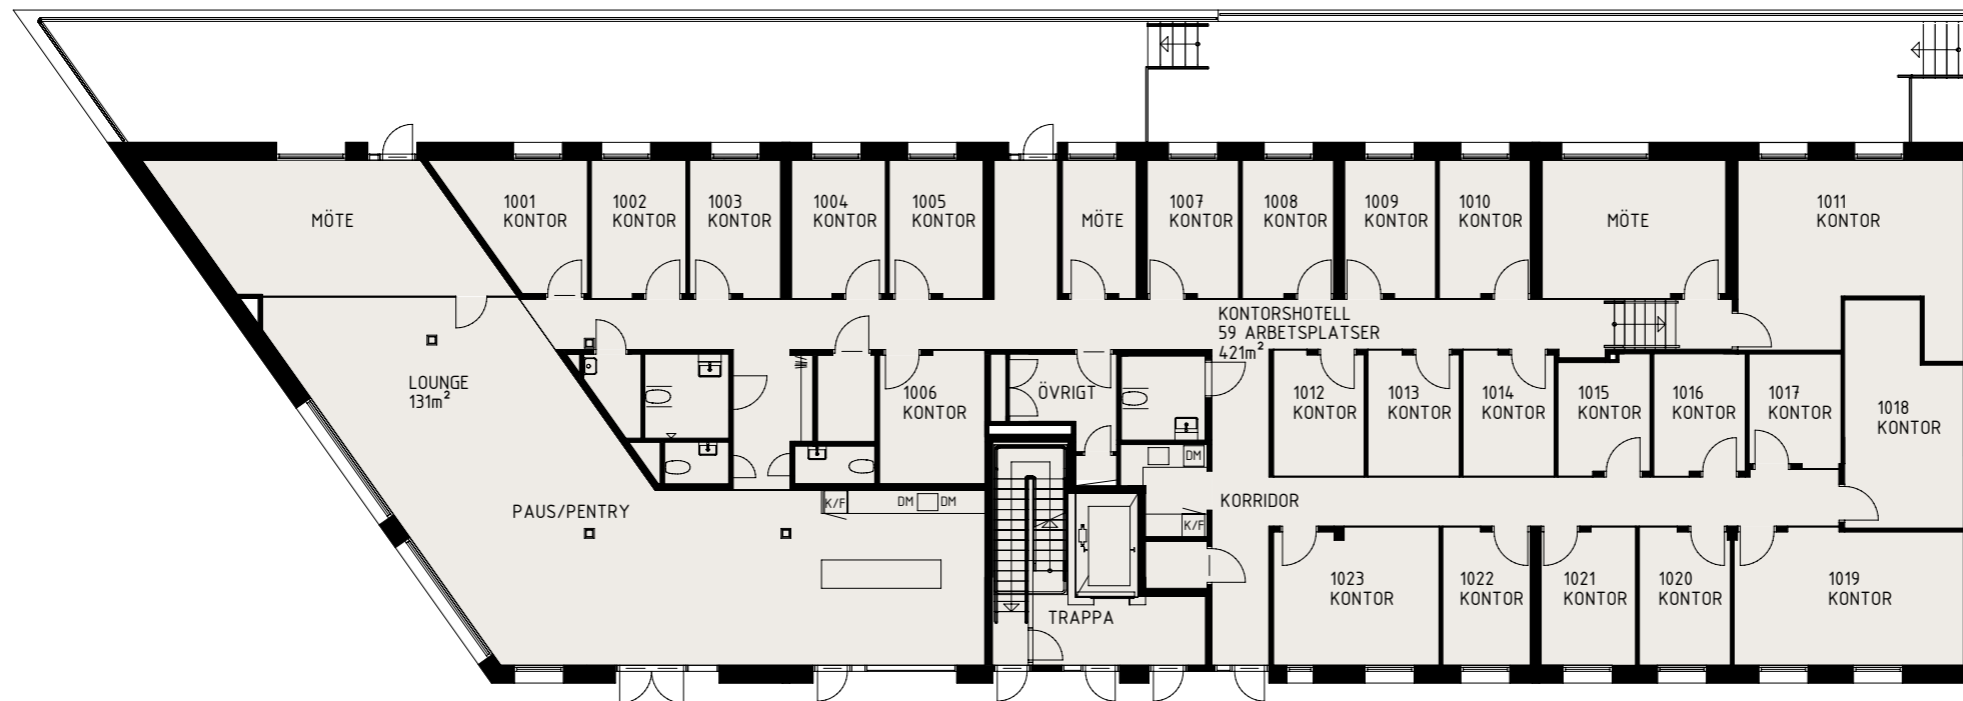 MÖTE
1001
KONTOR
1002
KONTOR
1003
KONTOR
1004
KONTOR
1005
KONTOR
MÖTE
1007
KONTOR
1008
KONTOR
1009
KONTOR
1010
KONTOR
MÖTE
1011
KONTOR
KONTORSHOTELL
59 ARBETSPLATSER
421m²
LOUNGE
131m²
1006
KONTOR
ÖVRIGT
1012
KONTOR
1013
KONTOR
1014
KONTOR
1015
KONTOR
1016
KONTOR
1017
KONTOR
1018
KONTOR
DM
PAUS/PENTRY
K/F
DM
DM
KORRIDOR
K/F
TRAPPA
1023
KONTOR
1022
KONTOR
1021
KONTOR
1020
KONTOR
1019
KONTOR